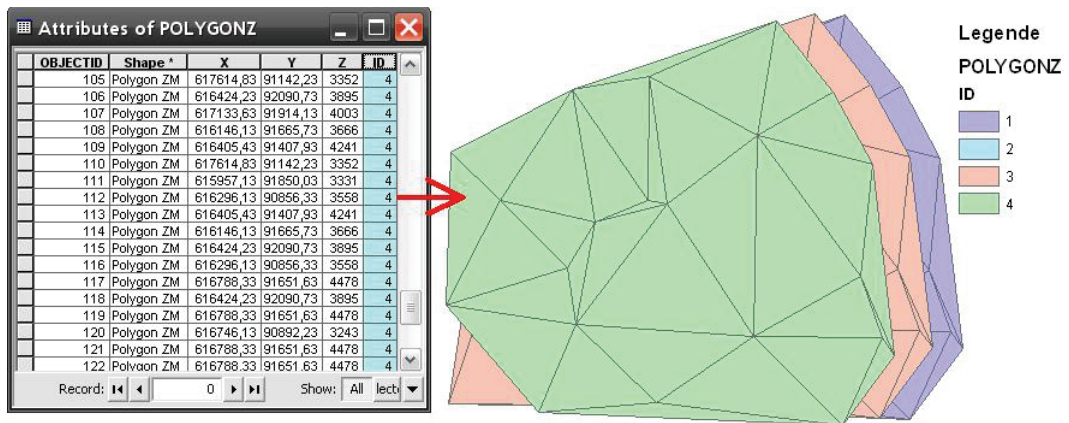 Attributes of POLYGONZ
OBJECTID Shape * X Y Z ID
105 Polygon ZM 617614,83 91142,23 3352 4
106 Polygon ZM 616424,23 92090,73 3895 4
107 Polygon ZM 617133,63 91914,13 4003 4
108 Polygon ZM 616146,13 91665,73 3666 4
109 Polygon ZM 616405,43 91407,93 4241 4
110 Polygon ZM 617614,83 91142,23 3352 4
111 Polygon ZM 615957,13 91850,03 3331 4
112 Polygon ZM 616296,13 90856,33 3558 4
113 Polygon ZM 616405,43 91407,93 4241 4
114 Polygon ZM 616146,13 91665,73 3666 4
115 Polygon ZM 616424,23 92090,73 3895 4
116 Polygon ZM 616296,13 90856,33 3558 4
117 Polygon ZM 616788,33 91651,63 4478 4
118 Polygon ZM 616424,23 92090,73 3895 4
119 Polygon ZM 616788,33 91651,63 4478 4
120 Polygon ZM 616746,13 90892,23 3243 4
121 Polygon ZM 616788,33 91651,63 4478 4
122 Polygon ZM 616788,33 91651,63 4478 4
Record: 0 Show: All lect
Legende
POLYGONZ
ID
1
2
3
4